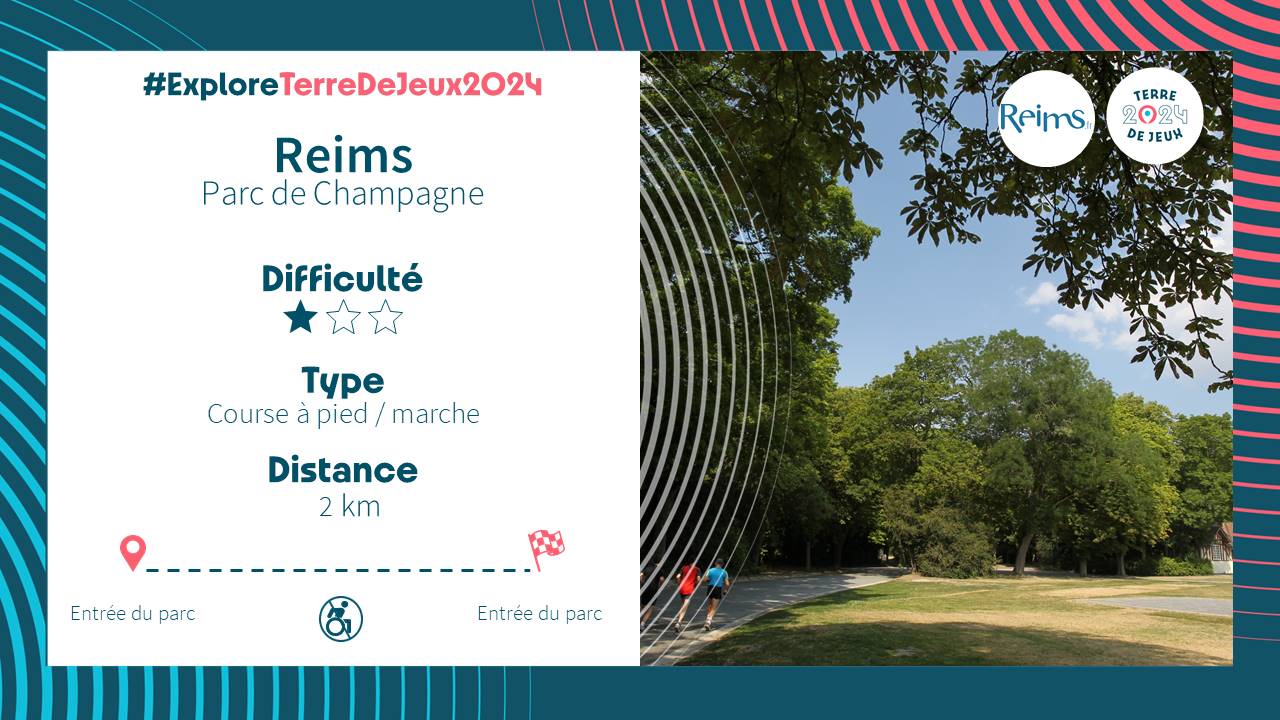 #ExploreTerreDeJeux2024
Reims
Parc de Champagne
Difficulté
Type
Course à pied / marche
Distance
2 km
Entrée du parc
Entrée du parc
Reims.fr
TERRE
2024
DE JEUX